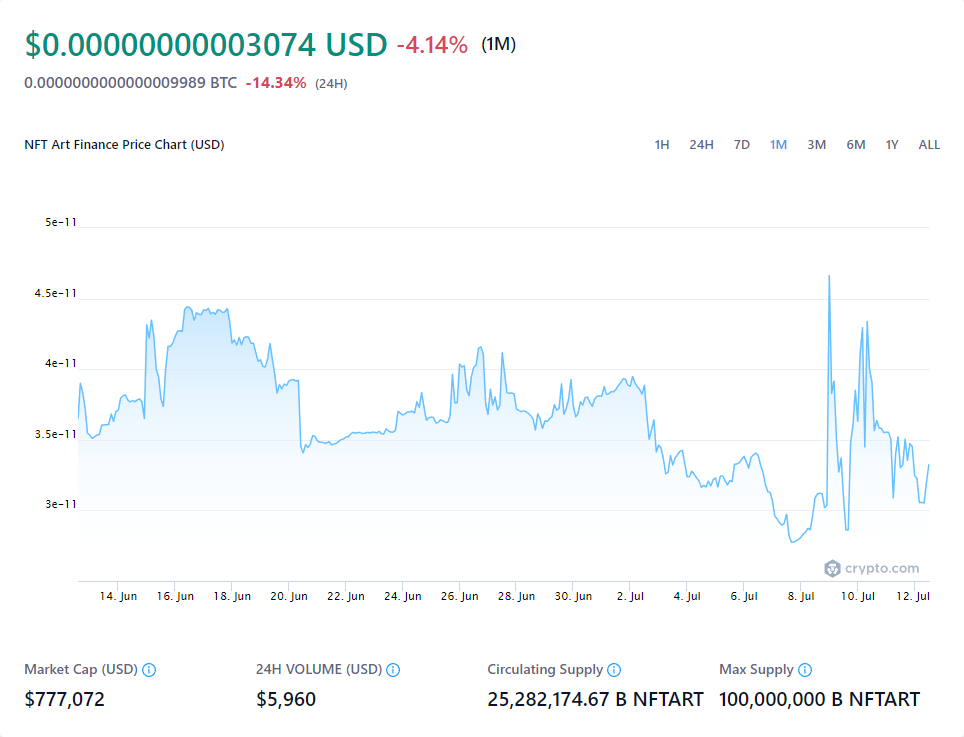 $0.00000000003074 USD -4.14% (1M)
0.0000000000000009989 BTC -14.34% (24H)
NFT Art Finance Price Chart (USD)
1H 24H 7D 1M 3M 6M 1Y ALL
5e-11
4.5e-11
4e-11
3.5e-11
3e-11
crypto.com
14. Jun 16. Jun 18. Jun 20. Jun 22. Jun 24. Jun 26. Jun 28. Jun 30. Jun 2. Jul 4. Jul 6. Jul 8. Jul 10. Jul 12. Jul
Market Cap (USD) 24H VOLUME (USD) Circulating Supply Max Supply
$777,072 $5,960 25,282,174.67 B NFTART 100,000,000 B NFTART